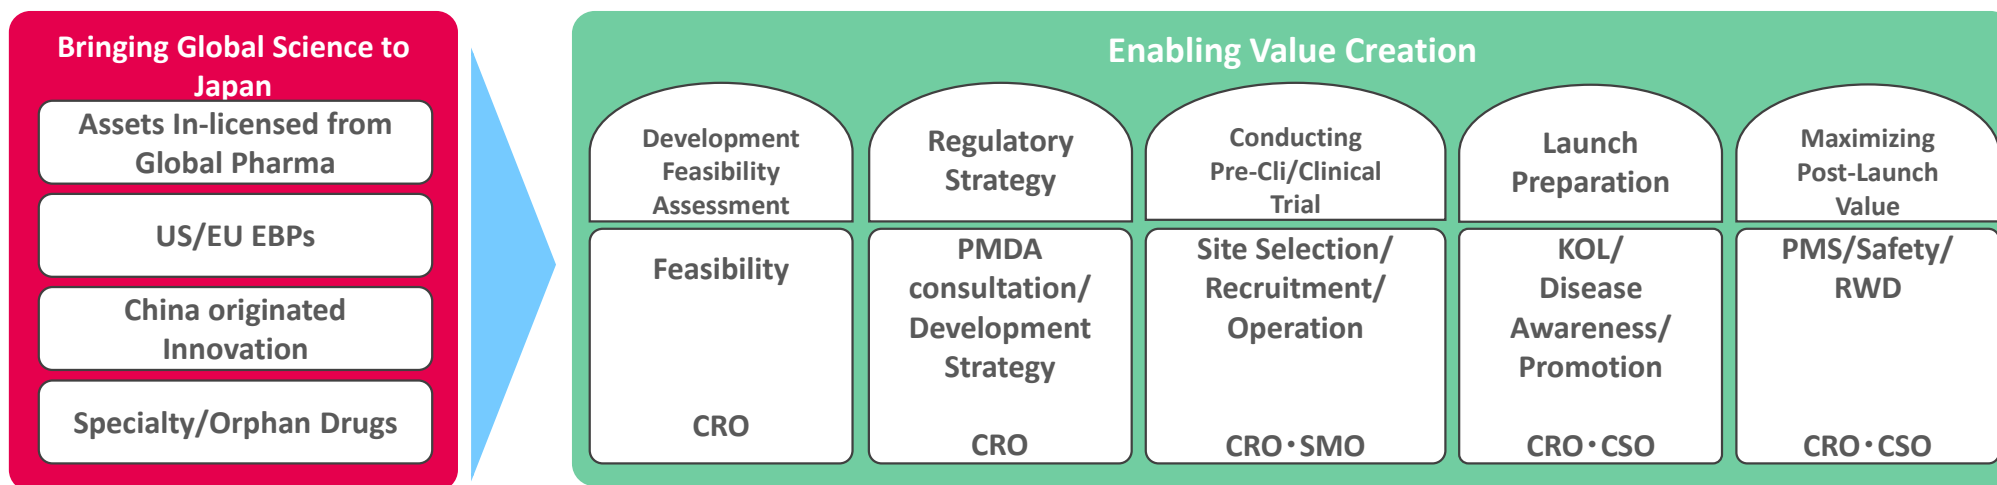 Bringing Global Science to
Japan
Assets In-licensed from
Global Pharma
US/EU EBPs
China originated
Innovation
Specialty/Orphan Drugs
Enabling Value Creation
Development
Feasibility
Assessment
Feasibility
CRO
Regulatory
Strategy
PMDA
consultation/
Development
Strategy
CRO
Conducting
Pre-Cli/Clinical
Trial
Site Selection/
Recruitment/
Operation
CRO・SMO
Launch
Preparation
KOL/
Disease
Awareness/
Promotion
CRO・CSO
Maximizing
Post-Launch
Value
PMS/Safety/
RWD
CRO・CSO